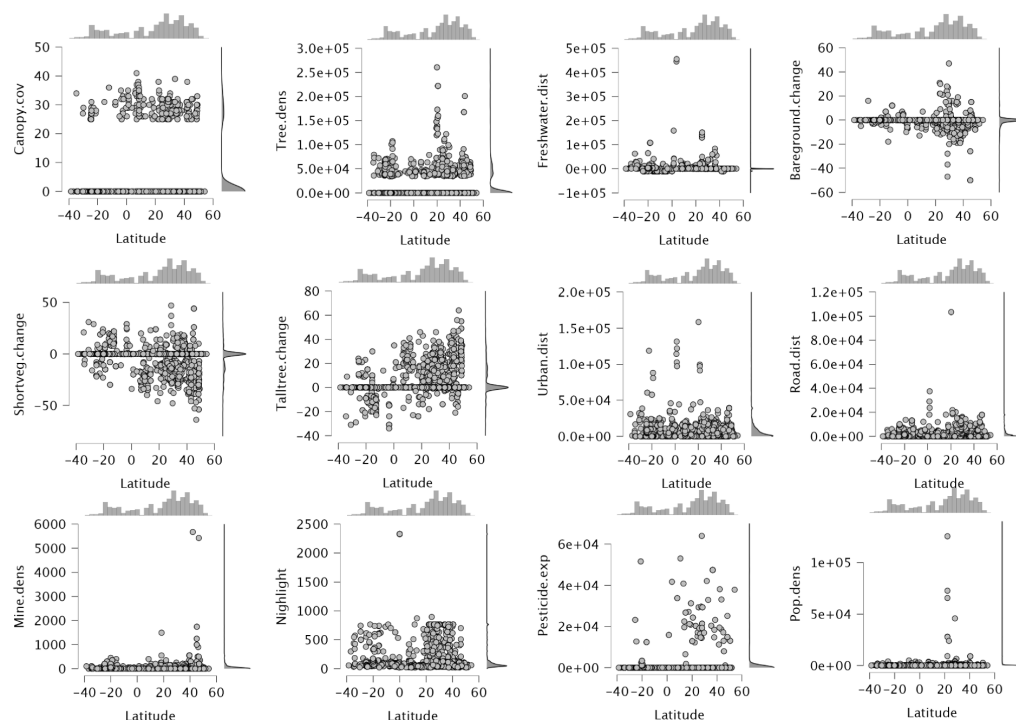 50
40
30
20
10
0
Canopy.cov
−40 −20 0 20 40 60
Latitude
3.0e+05
2.5e+05
2.0e+05
1.5e+05
1.0e+05
5.0e+04
0.0e+00
Tree.dens
−40 −20 0 20 40 60
Latitude
5e+05
4e+05
3e+05
2e+05
1e+05
0e+00
−1e+05
Freshwater.dist
−40 −20 0 20 40 60
Latitude
60
40
20
0
−20
−40
−60
Bareground.change
−40 −20 0 20 40 60
Latitude
50
0
−50
Shortveg.change
−40 −20 0 20 40 60
Latitude
80
60
40
20
0
−20
−40
Talltree.change
−40 −20 0 20 40 60
Latitude
2.0e+05
1.5e+05
1.0e+05
5.0e+04
0.0e+00
Urban.dist
−40 −20 0 20 40 60
Latitude
1.2e+05
1.0e+05
8.0e+04
6.0e+04
4.0e+04
2.0e+04
0.0e+00
Road.dist
−40 −20 0 20 40 60
Latitude
6000
5000
4000
3000
2000
1000
0
Mine.dens
−40 −20 0 20 40 60
Latitude
2500
2000
1500
1000
500
0
Nighlight
−40 −20 0 20 40 60
Latitude
6e+04
4e+04
2e+04
0e+00
Pesticide.exp
−40 −20 0 20 40 60
Latitude
1e+05
5e+04
0e+00
Pop.dens
−40 −20 0 20 40 60
Latitude